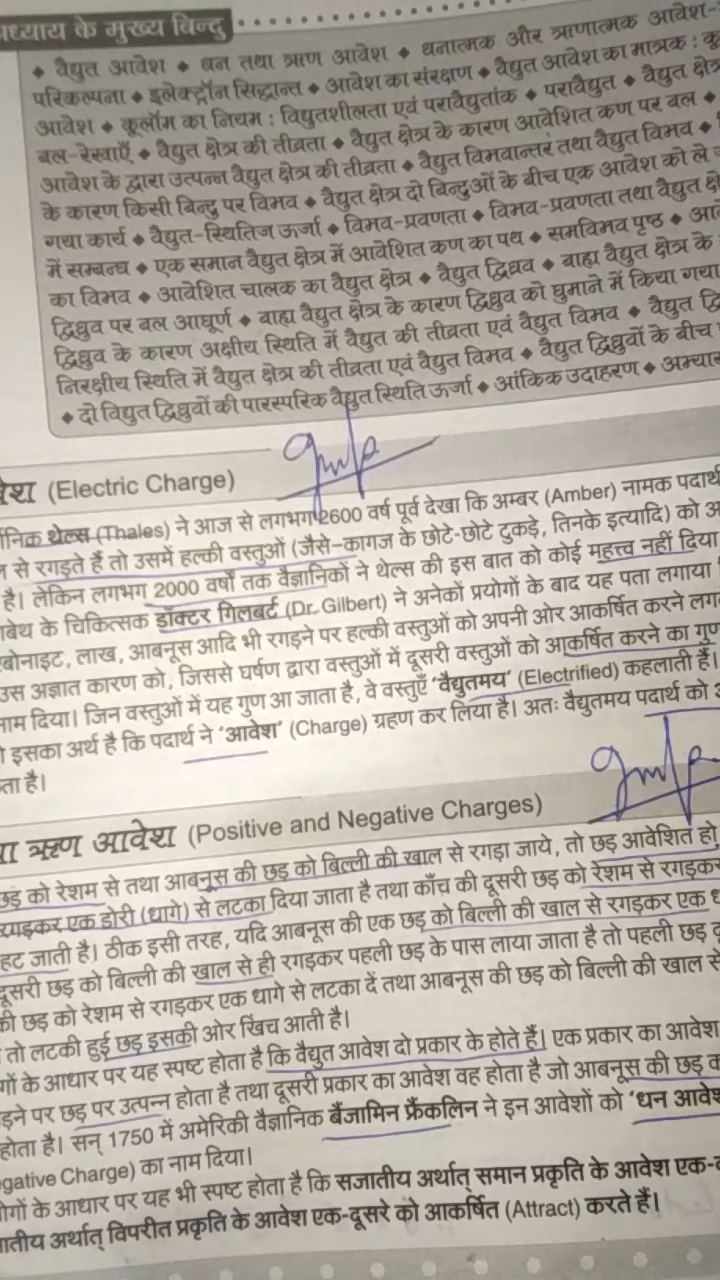 ध्याय के मुख्य बिन्दु
◆ वैद्युत आवेश ◆ धन तथा ऋण आवेश ◆ धनात्मक और ऋणात्मक आवेश-
परिकल्पना ◆ इलेक्ट्रॉन सिद्धान्त ◆ आवेश का संरक्षण ◆ वैद्युत आवेश का मात्रक : कू
आवेश ◆ कूलॉम का नियम : विद्युतशीलता एवं परावैद्युतांक ◆ परावैद्युत ◆ वैद्युत क्षेत्र
बल-रेखाएँ ◆ वैद्युत क्षेत्र की तीव्रता ◆ वैद्युत क्षेत्र के कारण आवेशित कण पर बल ◆
आवेश के द्वारा उत्पन्न वैद्युत क्षेत्र की तीव्रता ◆ वैद्युत विभवान्तर तथा वैद्युत विभव ◆
के कारण किसी बिन्दु पर विभव ◆ वैद्युत क्षेत्र दो बिन्दुओं के बीच एक आवेश को ले
गया कार्य ◆ वैद्युत-स्थितिज ऊर्जा ◆ विभव-प्रवणता ◆ विभव-प्रवणता तथा वैद्युत क्षे
में सम्बन्ध ◆ एक समान वैद्युत क्षेत्र में आवेशित कण का पथ ◆ समविभव पृष्ठ ◆ आ
का विभव ◆ आवेशित चालक का वैद्युत क्षेत्र ◆ वैद्युत द्विध्रुव ◆ बाह्य वैद्युत क्षेत्र के
द्विध्रुव पर बल आघूर्ण ◆ बाह्य वैद्युत क्षेत्र के कारण द्विध्रुव को घुमाने में किया गया
द्विध्रुव के कारण अक्षीय स्थिति में वैद्युत की तीव्रता एवं वैद्युत विभव ◆ वैद्युत द्वि
निरक्षीय स्थिति में वैद्युत क्षेत्र की तीव्रता एवं वैद्युत विभव ◆ वैद्युत द्विध्रुवों के बीच
◆ दो विद्युत द्विध्रुवों की पारस्परिक वैद्युत स्थिति ऊर्जा ◆ आंकिक उदाहरण ◆ अभ्यास
वेश (Electric Charge)
निक थेल्स (Thales) ने आज से लगभग 2600 वर्ष पूर्व देखा कि अम्बर (Amber) नामक पदार्थ
से रगड़ते हैं तो उसमें हल्की वस्तुओं (जैसे–कागज के छोटे-छोटे टुकड़े, तिनके इत्यादि) को अ
है। लेकिन लगभग 2000 वर्षों तक वैज्ञानिकों ने थेल्स की इस बात को कोई महत्त्व नहीं दिया
बेथ के चिकित्सक डॉक्टर गिलबर्ट (Dr. Gilbert) ने अनेकों प्रयोगों के बाद यह पता लगाया
बोनाइट, लाख, आबनूस आदि भी रगड़ने पर हल्की वस्तुओं को अपनी ओर आकर्षित करने लग
उस अज्ञात कारण को, जिससे घर्षण द्वारा वस्तुओं में दूसरी वस्तुओं को आकर्षित करने का गुण
नाम दिया। जिन वस्तुओं में यह गुण आ जाता है, वे वस्तुएँ 'वैद्युतमय' (Electrified) कहलाती हैं।
इसका अर्थ है कि पदार्थ ने 'आवेश' (Charge) ग्रहण कर लिया है। अतः वैद्युतमय पदार्थ को
ता है।
ऋण आवेश (Positive and Negative Charges)
छड़ को रेशम से तथा आबनूस की छड़ को बिल्ली की खाल से रगड़ा जाये, तो छड़ आवेशित हो
रगड़कर एक डोरी (धागे) से लटका दिया जाता है तथा काँच की दूसरी छड़ को रेशम से रगड़कर
हट जाती है। ठीक इसी तरह, यदि आबनूस की एक छड़ को बिल्ली की खाल से रगड़कर एक ध
दूसरी छड़ को बिल्ली की खाल से ही रगड़कर पहली छड़ के पास लाया जाता है तो पहली छड़
की छड़ को रेशम से रगड़कर एक धागे से लटका दें तथा आबनूस की छड़ को बिल्ली की खाल से
तो लटकी हुई छड़ इसकी ओर खिंच आती है।
गों के आधार पर यह स्पष्ट होता है कि वैद्युत आवेश दो प्रकार के होते हैं। एक प्रकार का आवेश
ड़ने पर छड़ पर उत्पन्न होता है तथा दूसरी प्रकार का आवेश वह होता है जो आबनूस की छड़ क
होता है। सन् 1750 में अमेरिकी वैज्ञानिक बैंजामिन फ्रैंकलिन ने इन आवेशों को 'धन आवेश
gative Charge) का नाम दिया।
गों के आधार पर यह भी स्पष्ट होता है कि सजातीय अर्थात् समान प्रकृति के आवेश एक-
ातीय अर्थात् विपरीत प्रकृति के आवेश एक-दूसरे को आकर्षित (Attract) करते हैं।